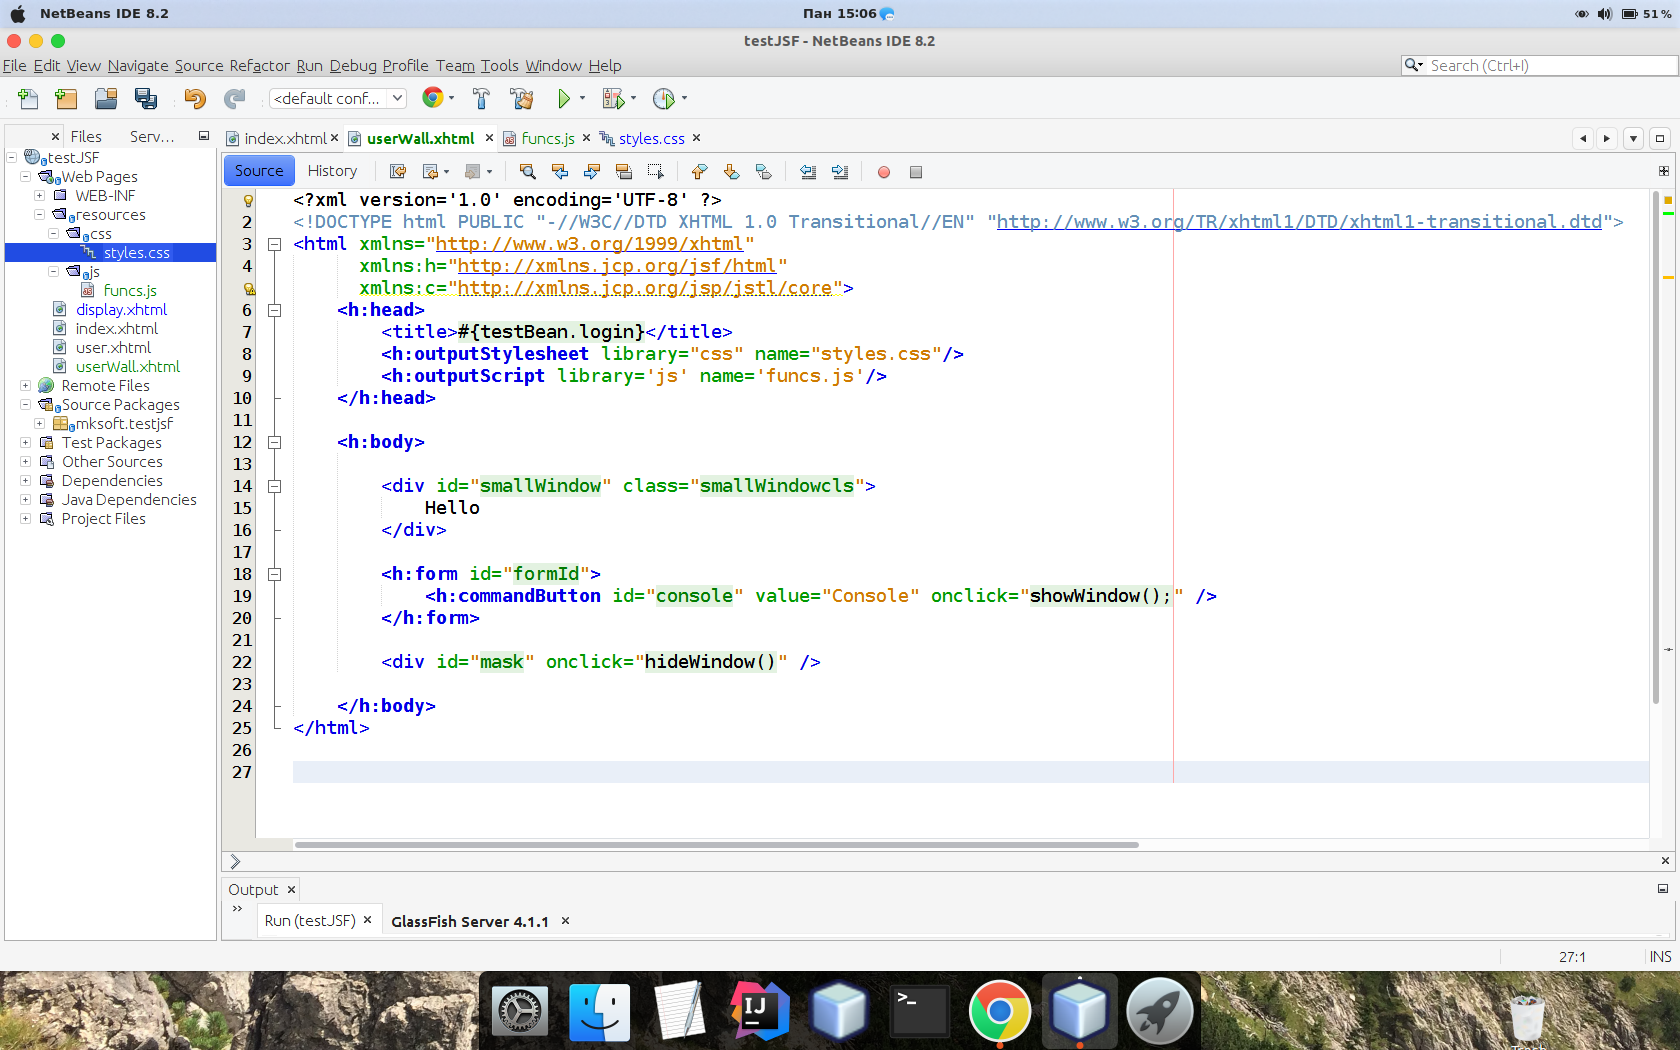 NetBeans IDE 8.2
Пан 15:06
51%
testJSF - NetBeans IDE 8.2
File Edit View Navigate Source Refactor Run Debug Profile Team Tools Window Help
Search (Ctrl+I)
<default conf...
Files
Serv...
index.xhtml
userWall.xhtml
funcs.js
styles.css
testJSF
Web Pages
WEB-INF
resources
css
styles.css
js
funcs.js
display.xhtml
index.xhtml
user.xhtml
userWall.xhtml
Remote Files
Source Packages
mksoft.testjsf
Test Packages
Other Sources
Dependencies
Java Dependencies
Project Files
Source
History
<?xml version='1.0' encoding='UTF-8' ?>
2 <!DOCTYPE html PUBLIC "-//W3C//DTD XHTML 1.0 Transitional//EN" "http://www.w3.org/TR/xhtml1/DTD/xhtml1-transitional.dtd">
3 <html xmlns="http://www.w3.org/1999/xhtml"
4 xmlns:h="http://xmlns.jcp.org/jsf/html"
xmlns:c="http://xmlns.jcp.org/jsp/jstl/core">
6 <h:head>
7 <title>#{testBean.login}</title>
8 <h:outputStylesheet library="css" name="styles.css"/>
9 <h:outputScript library='js' name='funcs.js'/>
10 </h:head>
11
12 <h:body>
13
14 <div id="smallWindow" class="smallWindowcls">
15 Hello
16 </div>
17
18 <h:form id="formId">
19 <h:commandButton id="console" value="Console" onclick="showWindow();" />
20 </h:form>
21
22 <div id="mask" onclick="hideWindow()" />
23
24 </h:body>
25 </html>
26
27
Output
Run (testJSF)
GlassFish Server 4.1.1
27:1
INS
IJ
>_